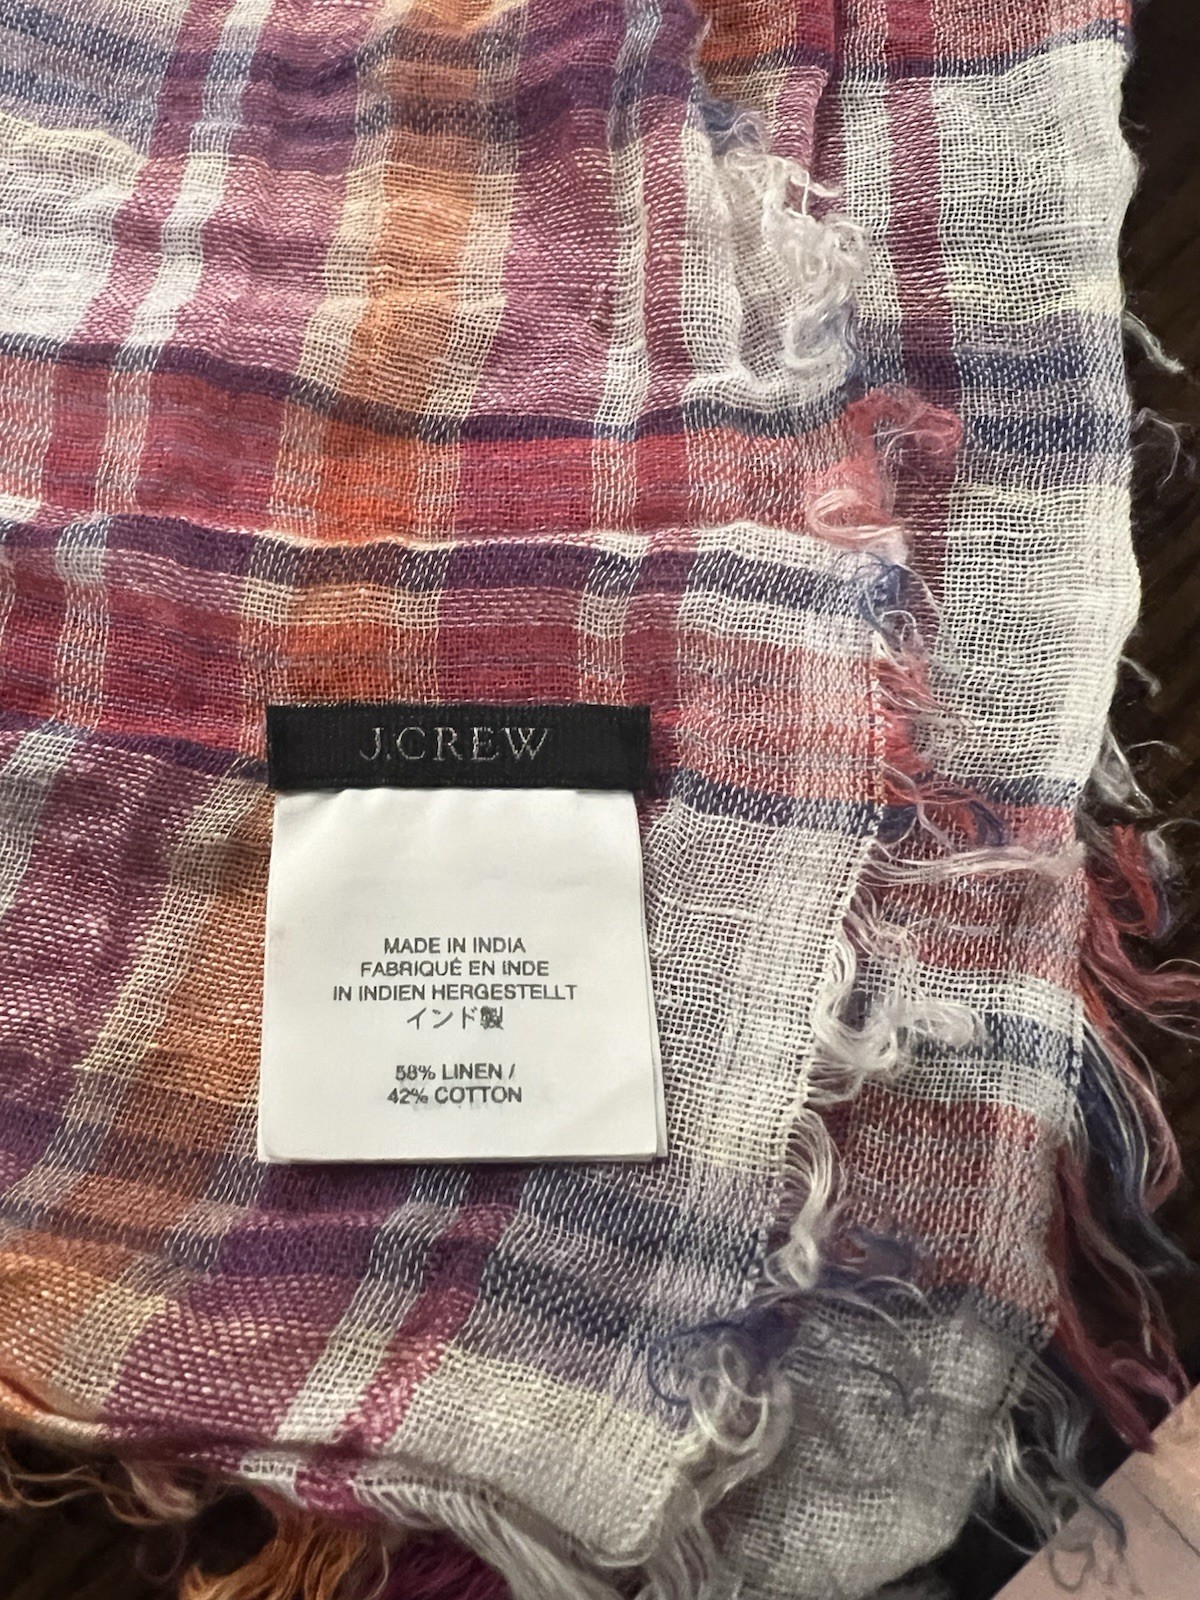 J.CREW
MADE IN INDIA
FABRIQUÉ EN INDE
IN INDIEN HERGESTELLT
インド製
58% LINEN /
42% COTTON